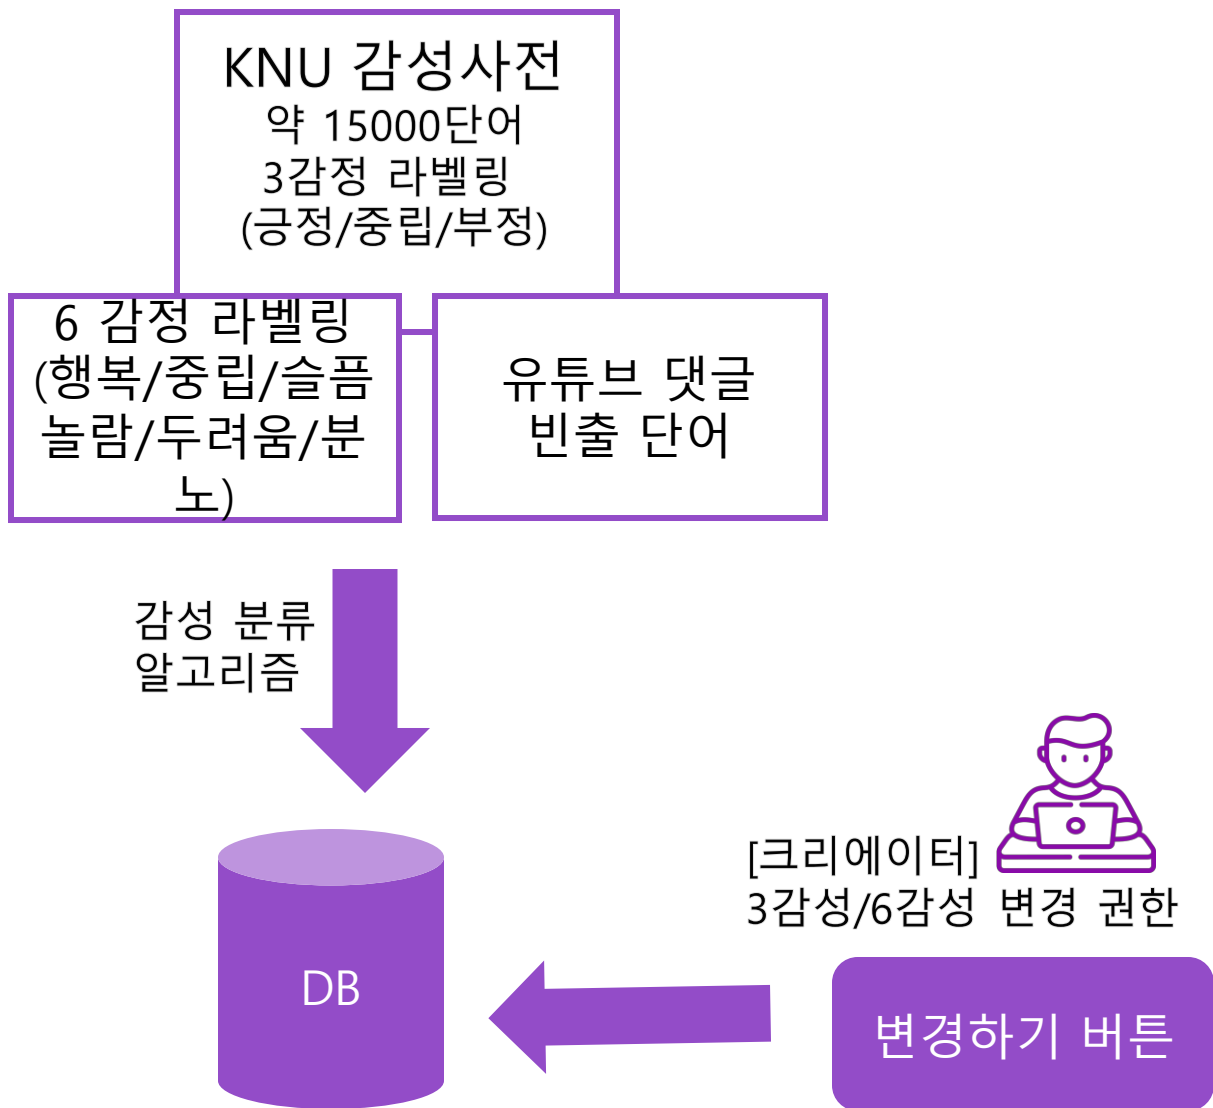 KNU 감성사전
약 15000단어
3감정 라벨링
(긍정/중립/부정)
6 감정 라벨링
(행복/중립/슬픔
놀람/두려움/분
노)
유튜브 댓글
빈출 단어
감성 분류
알고리즘
[크리에이터]
3감성/6감성 변경 권한
DB
변경하기 버튼